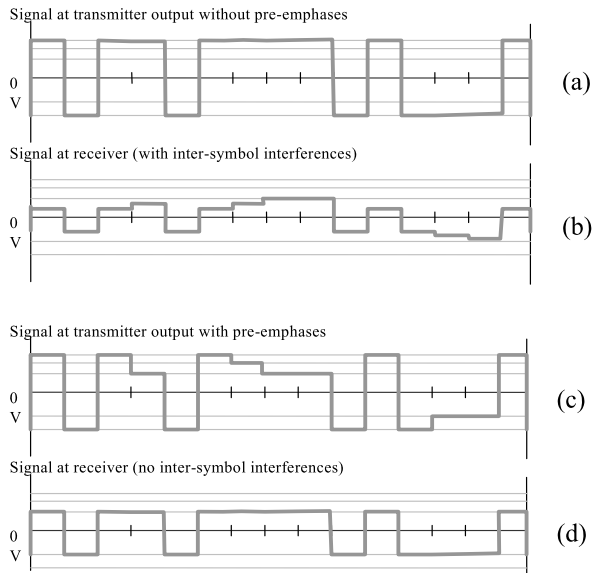 Signal at transmitter output without pre-emphases
0
V
(a)
Signal at receiver (with inter-symbol interferences)
0
V
(b)
Signal at transmitter output with pre-emphases
0
V
(c)
Signal at receiver (no inter-symbol interferences)
0
V
(d)